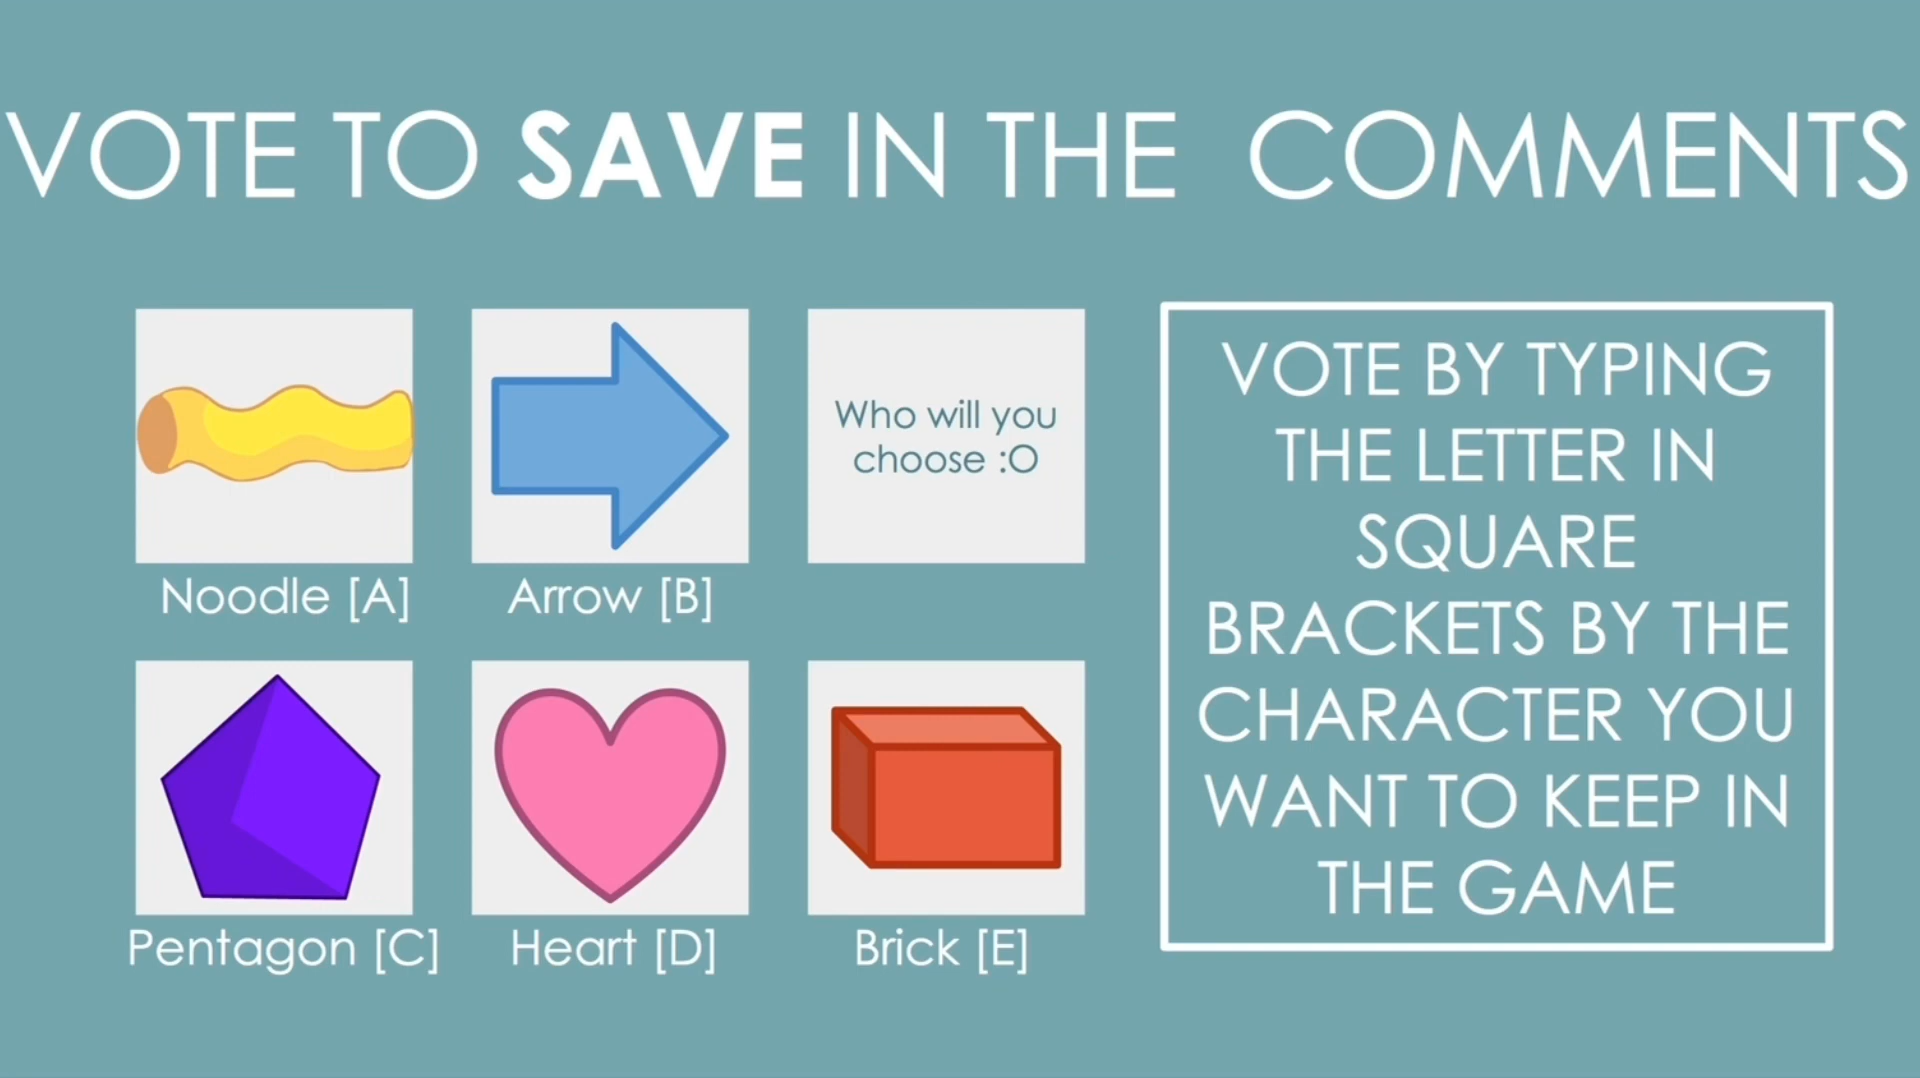 VOTE TO SAVE IN THE COMMENTS
Who will you
choose :O
Noodle [A]
Arrow [B]
Pentagon [C]
Heart [D]
Brick [E]
VOTE BY TYPING
THE LETTER IN
SQUARE
BRACKETS BY THE
CHARACTER YOU
WANT TO KEEP IN
THE GAME